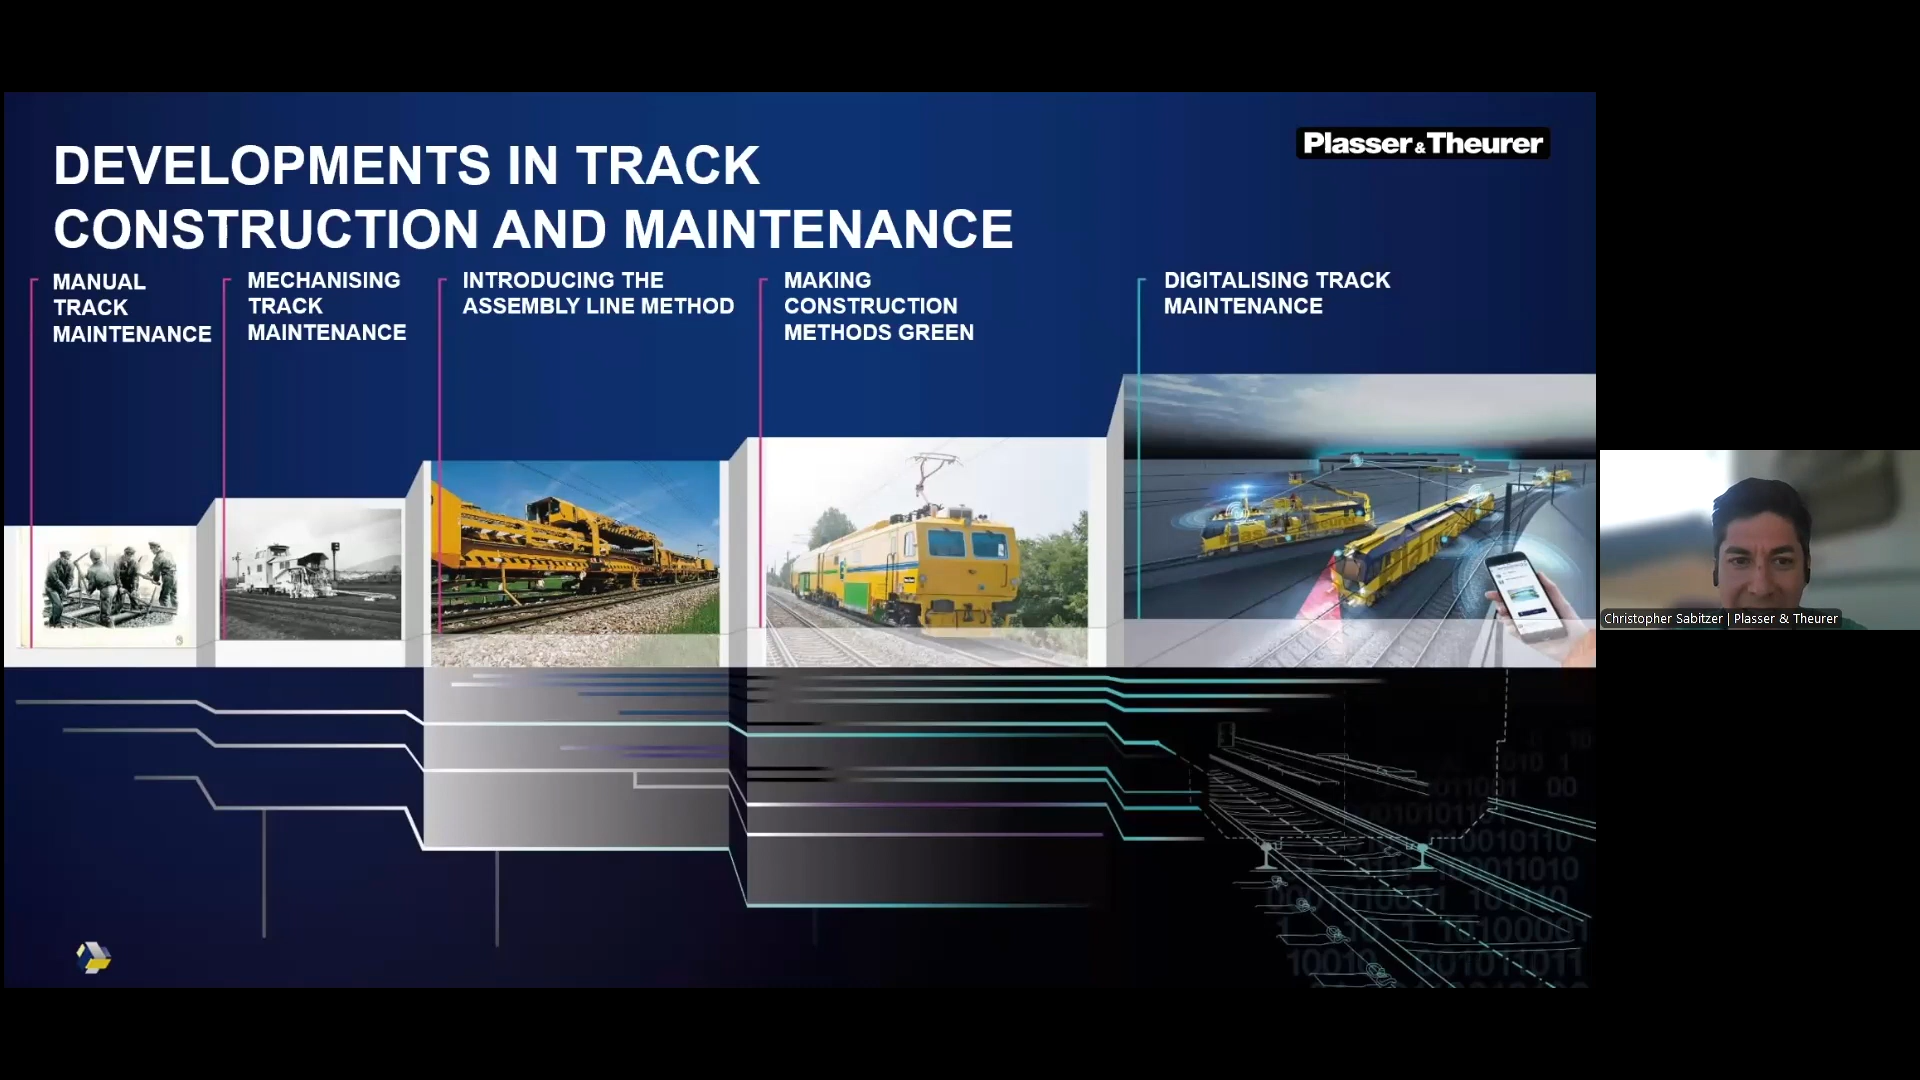 DEVELOPMENTS IN TRACK
CONSTRUCTION AND MAINTENANCE
Plasser & Theurer
MANUAL
TRACK
MAINTENANCE
MECHANISING
TRACK
MAINTENANCE
INTRODUCING THE
ASSEMBLY LINE METHOD
MAKING
CONSTRUCTION
METHODS GREEN
DIGITALISING TRACK
MAINTENANCE
Christopher Sabitzer | Plasser & Theurer